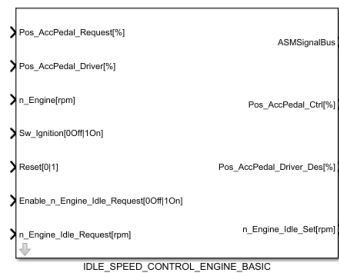 Pos_AccPedal_Request[%]
ASMSignalBus
Pos_AccPedal_Driver[%]
n_Engine[rpm]
Pos_AccPedal_Ctrl[%]
Sw_Ignition[0Off|1On]
Reset[0|1]
Pos_AccPedal_Driver_Des[%]
Enable_n_Engine_Idle_Request[0Off|1On]
n_Engine_Idle_Request[rpm]
n_Engine_Idle_Set[rpm]
IDLE_SPEED_CONTROL_ENGINE_BASIC